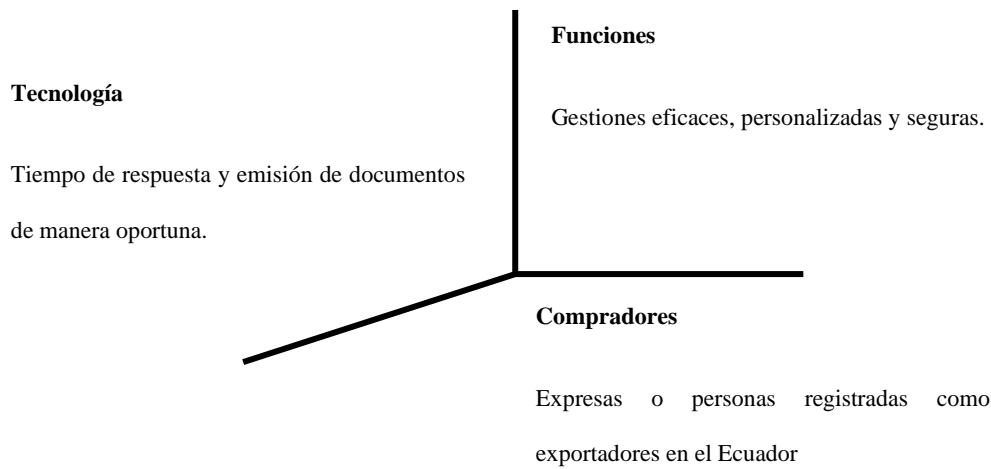 Funciones
Gestiones eficaces, personalizadas y seguras.
Tecnología
Tiempo de respuesta y emisión de documentos
de manera oportuna.
Compradores
Expresas o personas registradas como
exportadores en el Ecuador